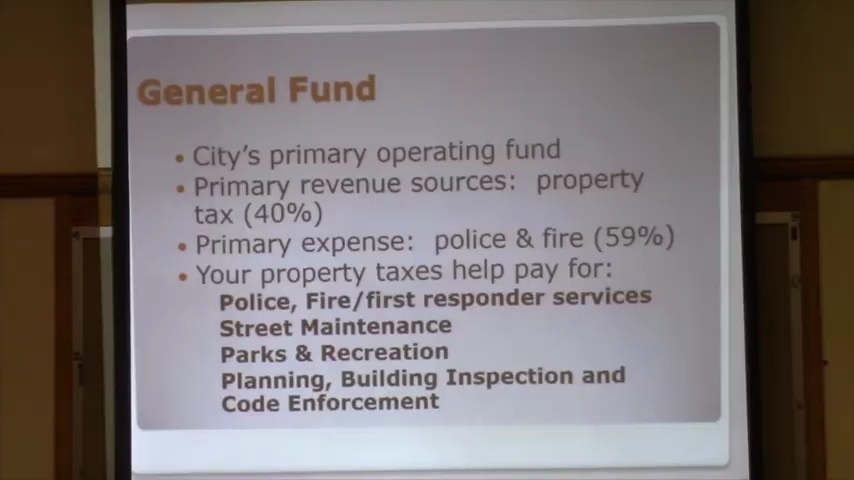 General Fund
• City's primary operating fund
• Primary revenue sources: property
tax (40%)
• Primary expense: police & fire (59%)
• Your property taxes help pay for:
Police, Fire/first responder services
Street Maintenance
Parks & Recreation
Planning, Building Inspection and
Code Enforcement